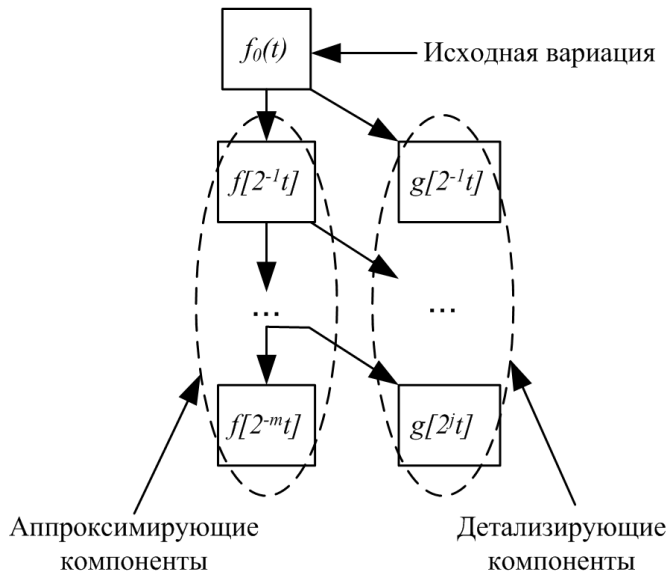 f₀(t)
Исходная вариация
f[2⁻¹t]
g[2⁻¹t]
...
...
f[2⁻ᵐt]
g[2ʲt]
Аппроксимирующие
компоненты
Детализирующие
компоненты